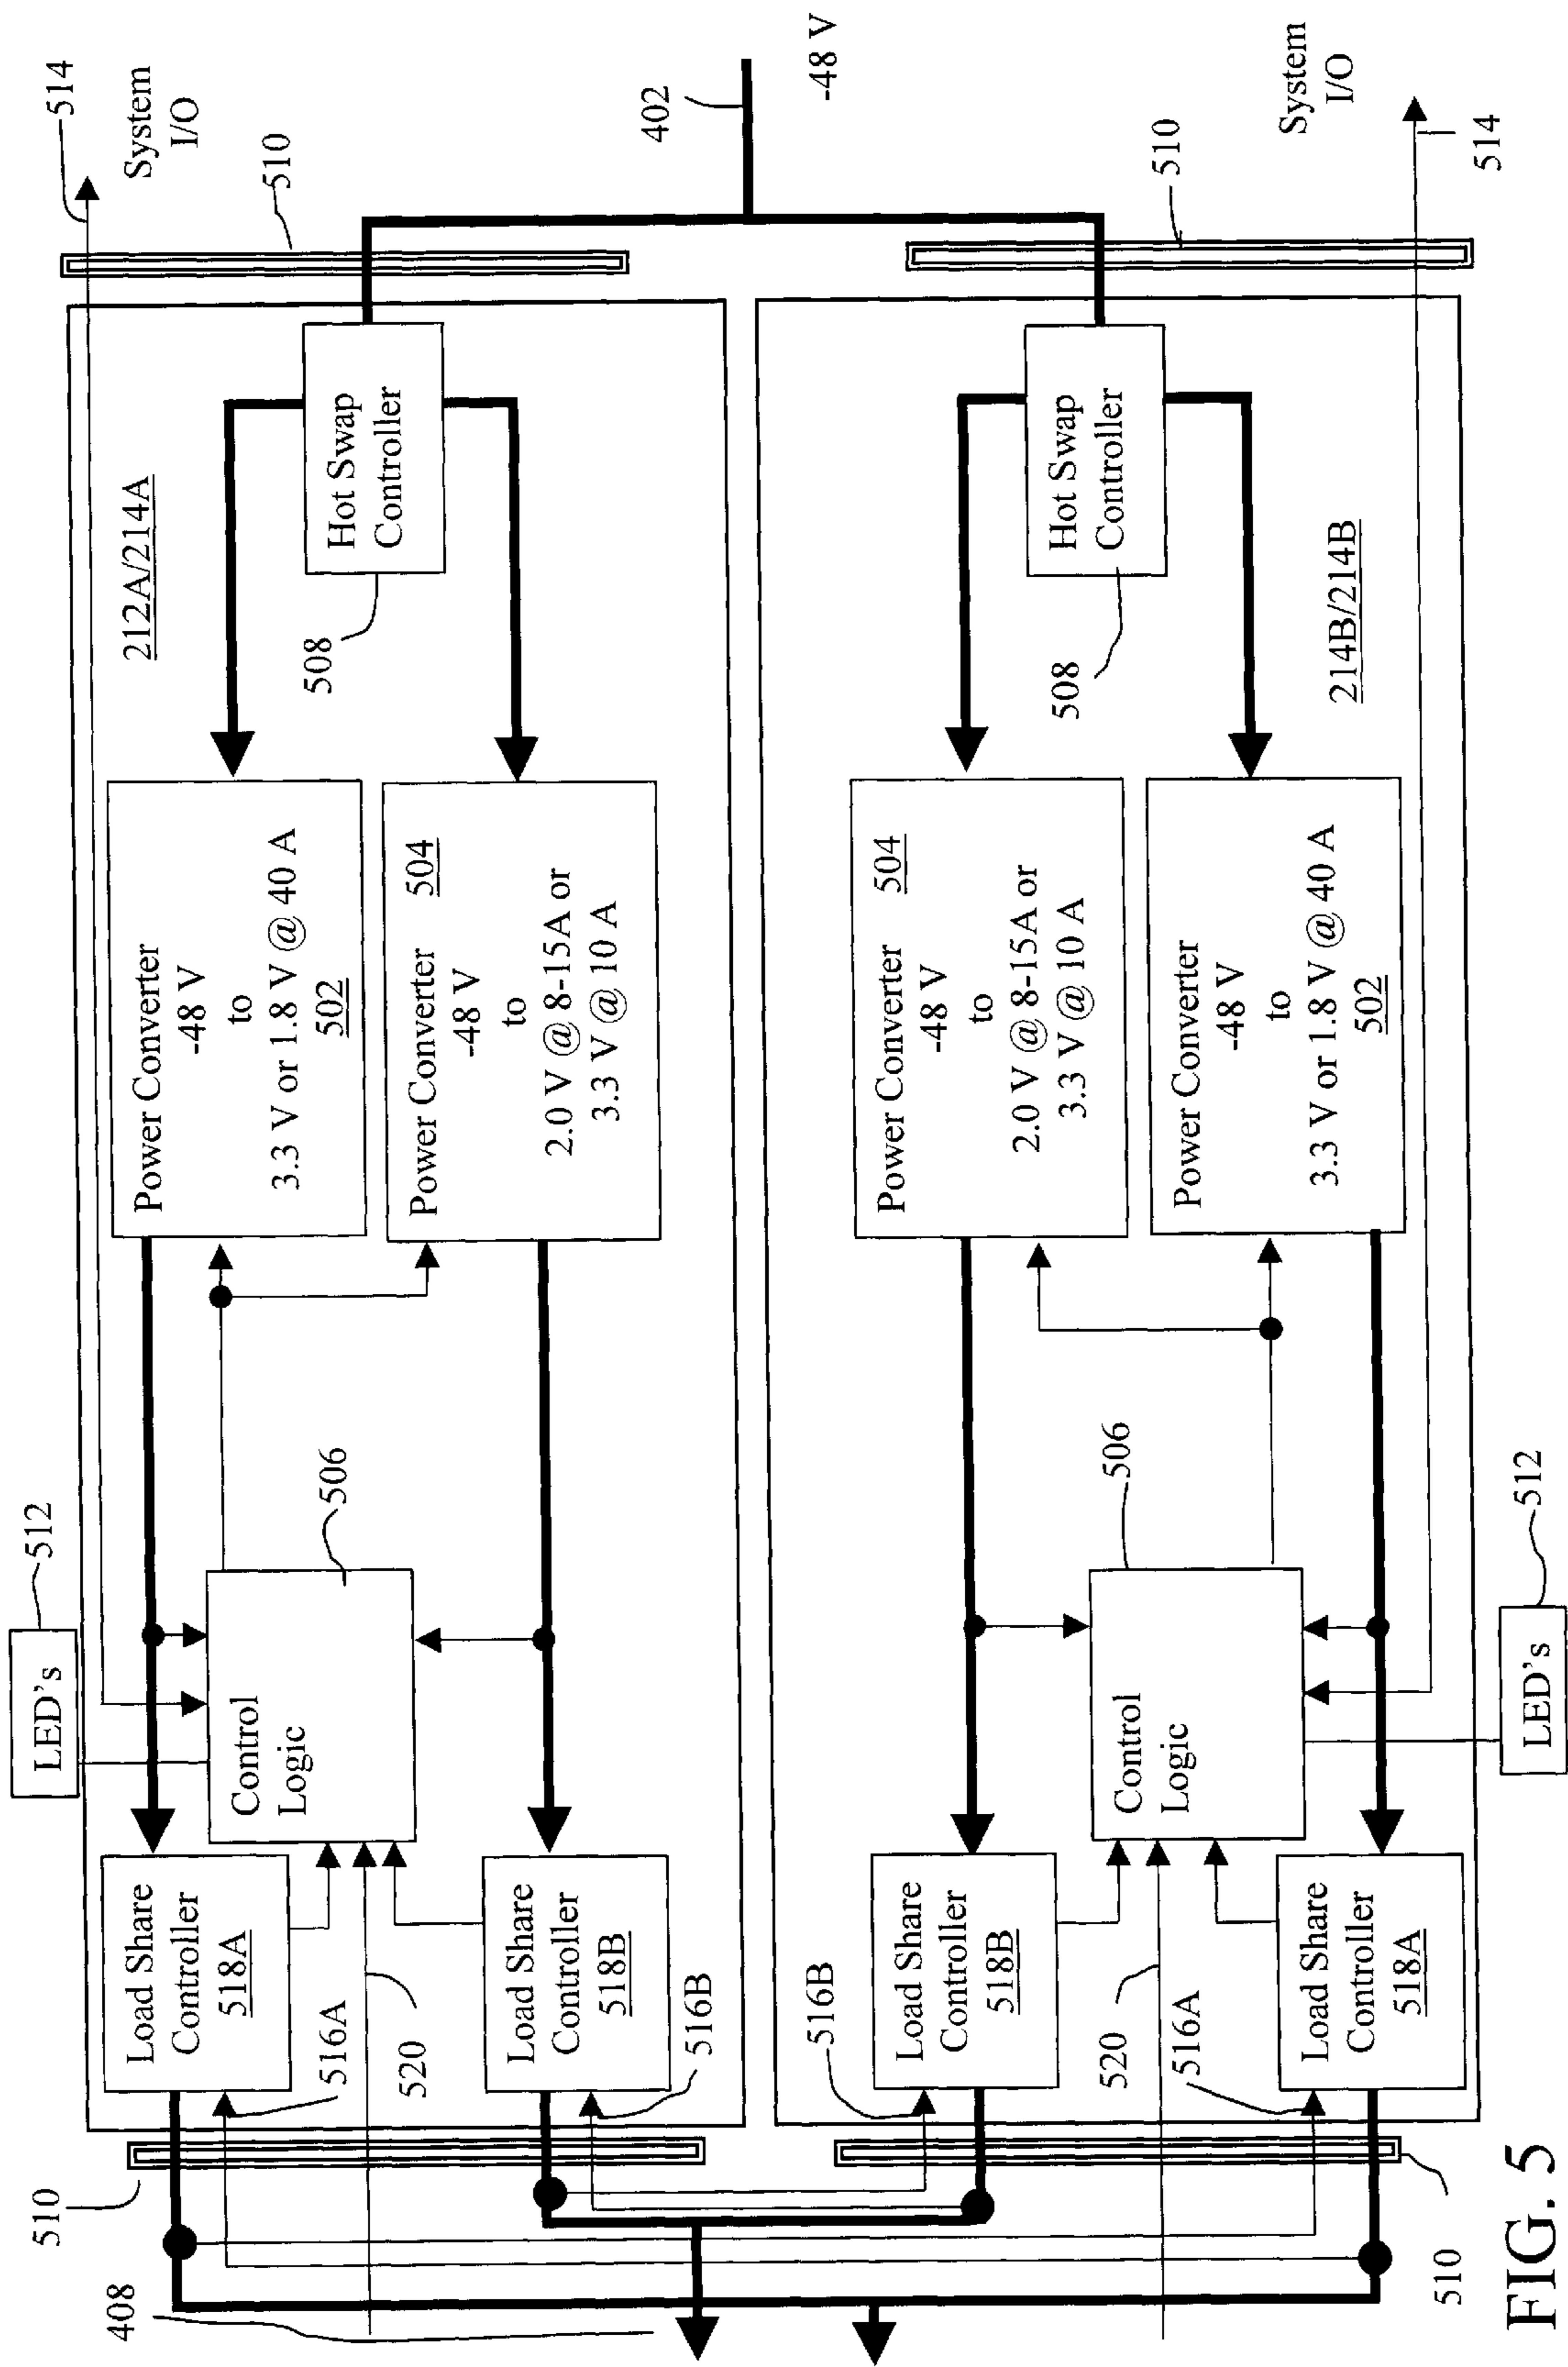 514
System
I/O
510
402
-48 V
510
System
I/O
514
212A/214A
Hot Swap
Controller
508
Hot Swap
Controller
508
214B/214B
Power Converter
-48 V
to
3.3 V or 1.8 V @ 40 A
502
Power Converter
504
-48 V
to
2.0 V @ 8-15A or
3.3 V @ 10 A
Power Converter
504
-48 V
to
2.0 V @ 8-15A or
3.3 V @ 10 A
Power Converter
-48 V
to
3.3 V or 1.8 V @ 40 A
502
512
LED's
506
Control
Logic
506
Control
Logic
512
LED's
Load Share
Controller
518A
516A
520
Load Share
Controller
518B
516B
516B
Load Share
Controller
518B
520
516A
Load Share
Controller
518A
510
408
510
FIG. 5